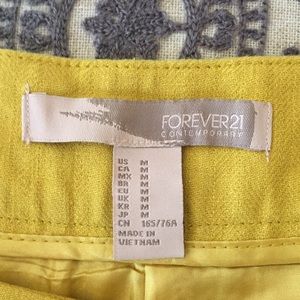 FOREVER21
CONTEMPORARY
US M
CA M
MX M
BR M
EU M
UK M
KR M
JP M
CN 165/76A
MADE IN
VIETNAM